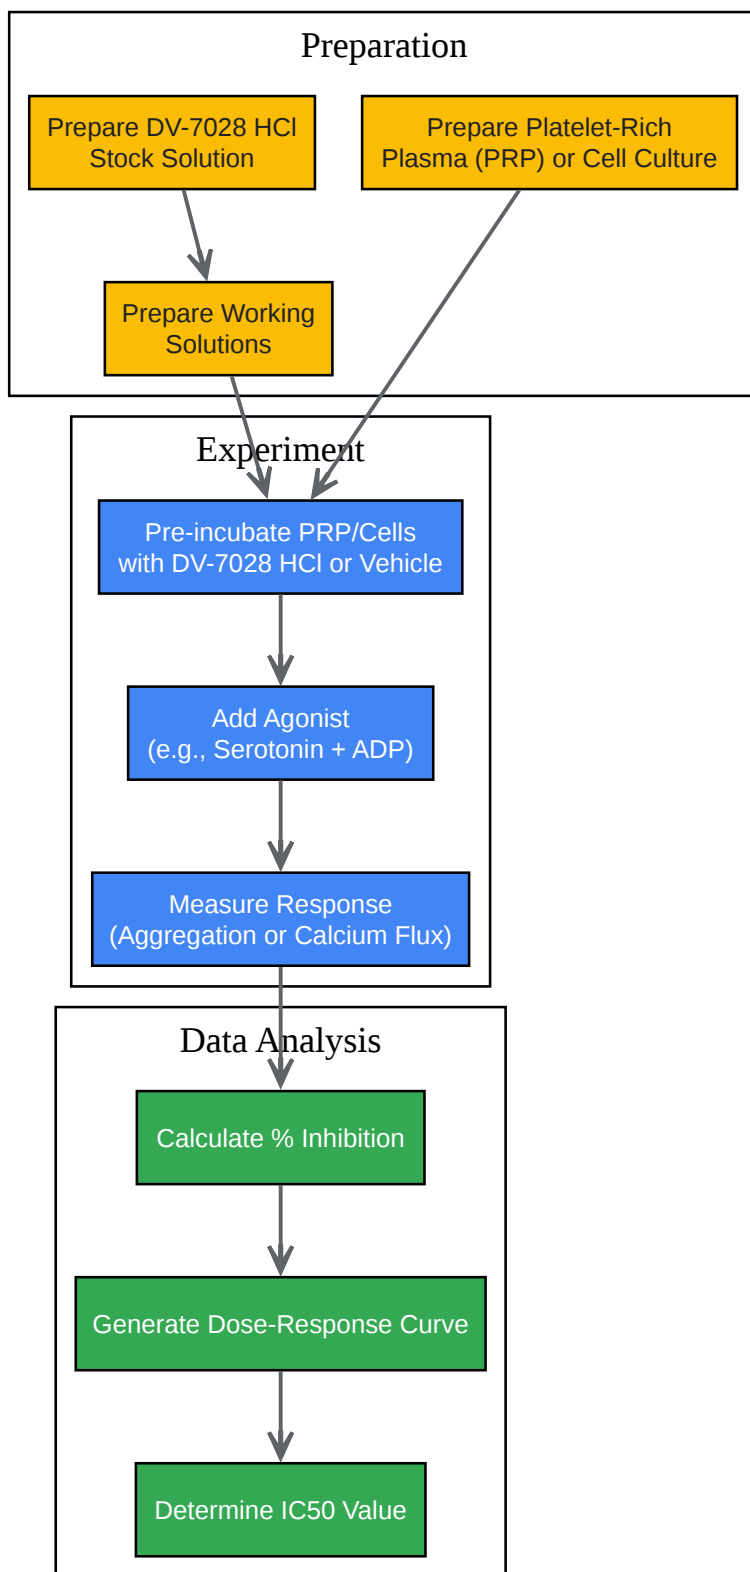 Preparation
Prepare DV-7028 HCl
Stock Solution
Prepare Platelet-Rich
Plasma (PRP) or Cell Culture
Prepare Working
Solutions
Experiment
Pre-incubate PRP/Cells
with DV-7028 HCl or Vehicle
Add Agonist
(e.g., Serotonin + ADP)
Measure Response
(Aggregation or Calcium Flux)
Data Analysis
Calculate % Inhibition
Generate Dose-Response Curve
Determine IC50 Value